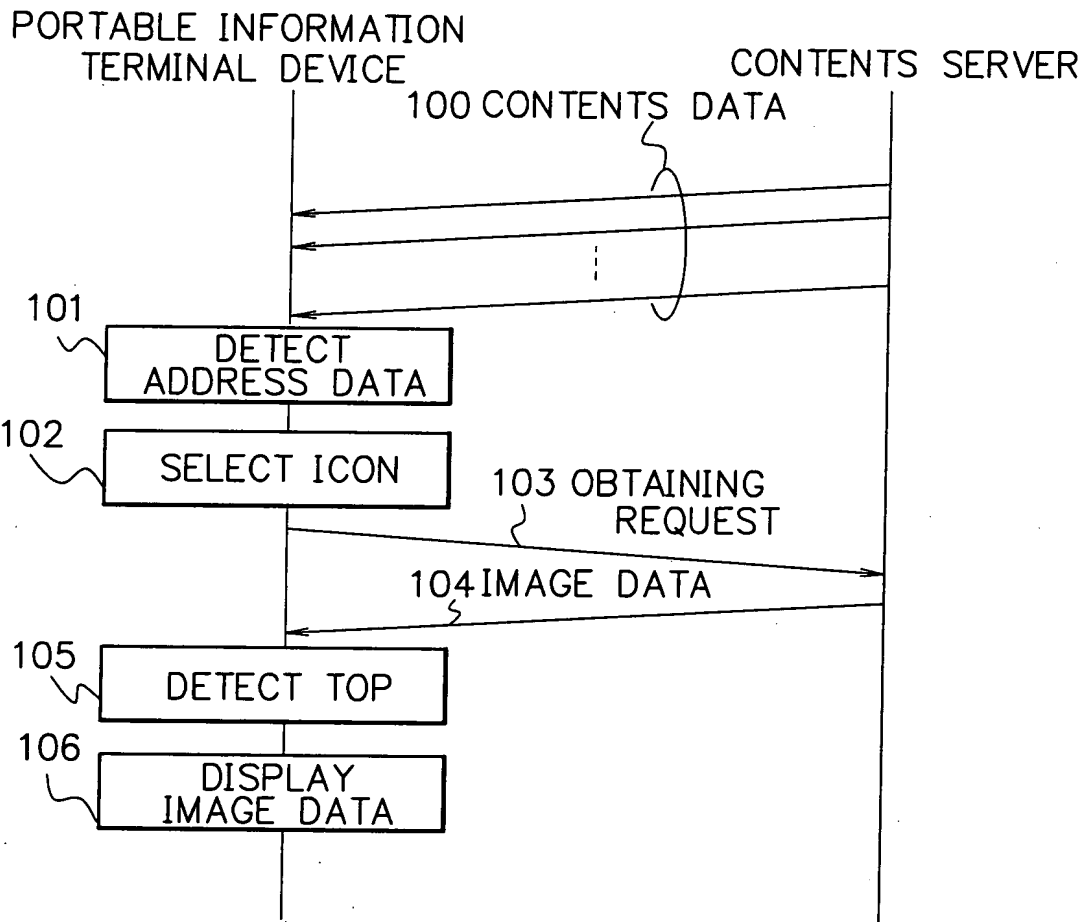 PORTABLE INFORMATION
TERMINAL DEVICE
CONTENTS SERVER
100 CONTENTS DATA
101
DETECT
ADDRESS DATA
102
SELECT ICON
103 OBTAINING
REQUEST
104 IMAGE DATA
105
DETECT TOP
106
DISPLAY
IMAGE DATA